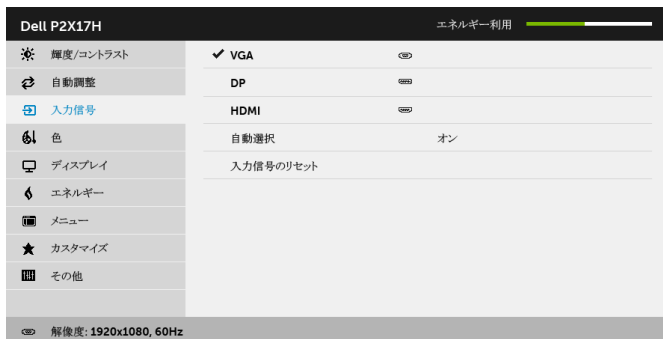 Dell P2X17H エネルギー利用
輝度/コントラスト
自動調整
入力信号
色
ディスプレイ
エネルギー
メニュー
カスタマイズ
その他
VGA
DP
HDMI
自動選択 オン
入力信号のリセット
解像度: 1920x1080, 60Hz